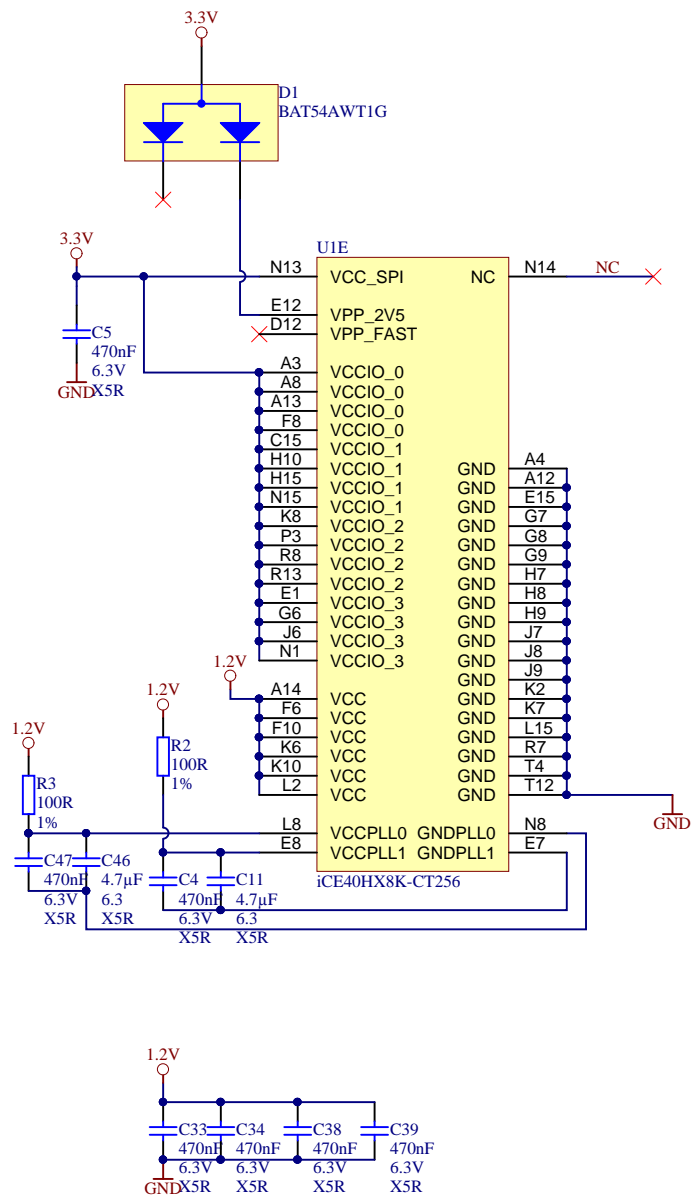 3.3V
D1
BAT54AWT1G
3.3V
C5
470nF
6.3V
X5R
GND
U1E
N13 VCC_SPI NC N14 NC
E12 VPP_2V5
D12 VPP_FAST
A3 VCCIO_0
A8 VCCIO_0
A13 VCCIO_0
F8 VCCIO_0
C15 VCCIO_1
H10 VCCIO_1 GND A4
H15 VCCIO_1 GND A12
N15 VCCIO_1 GND E15
K8 VCCIO_2 GND G7
P3 VCCIO_2 GND G8
R8 VCCIO_2 GND G9
R13 VCCIO_2 GND H7
E1 VCCIO_3 GND H8
G6 VCCIO_3 GND H9
J6 VCCIO_3 GND J7
N1 VCCIO_3 GND J8
GND J9
1.2V
A14 VCC GND K2
F6 VCC GND K7
F10 VCC GND L15
K6 VCC GND R7
K10 VCC GND T4
L2 VCC GND T12
GND
L8 VCCPLL0 GNDPLL0 N8
E8 VCCPLL1 GNDPLL1 E7
iCE40HX8K-CT256
1.2V
R2
100R
1%
1.2V
R3
100R
1%
C47
470nF
6.3V
X5R
C46
4.7µF
6.3
X5R
C4
470nF
6.3V
X5R
C11
4.7µF
6.3
X5R
1.2V
C33
470nF
6.3V
X5R
C34
470nF
6.3V
X5R
C38
470nF
6.3V
X5R
C39
470nF
6.3V
X5R
GND